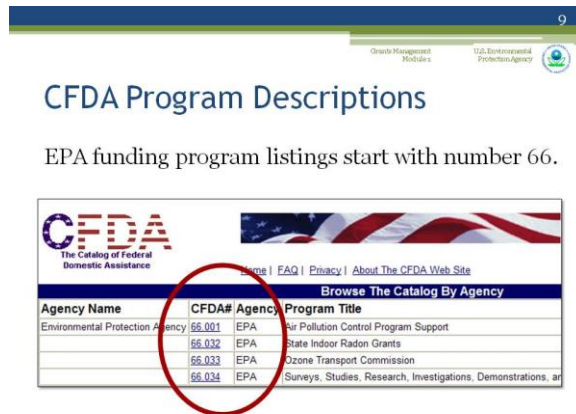 9
Grants Management
Module 1
U.S. Environmental
Protection Agency
CFDA Program Descriptions
EPA funding program listings start with number 66.
CFDA
The Catalog of Federal
Domestic Assistance
Home | FAQ | Privacy | About The CFDA Web Site
Browse The Catalog By Agency
Agency Name CFDA# Agency Program Title
Environmental Protection Agency 66.001 EPA Air Pollution Control Program Support
66.032 EPA State Indoor Radon Grants
66.033 EPA Ozone Transport Commission
66.034 EPA Surveys, Studies, Research, Investigations, Demonstrations,